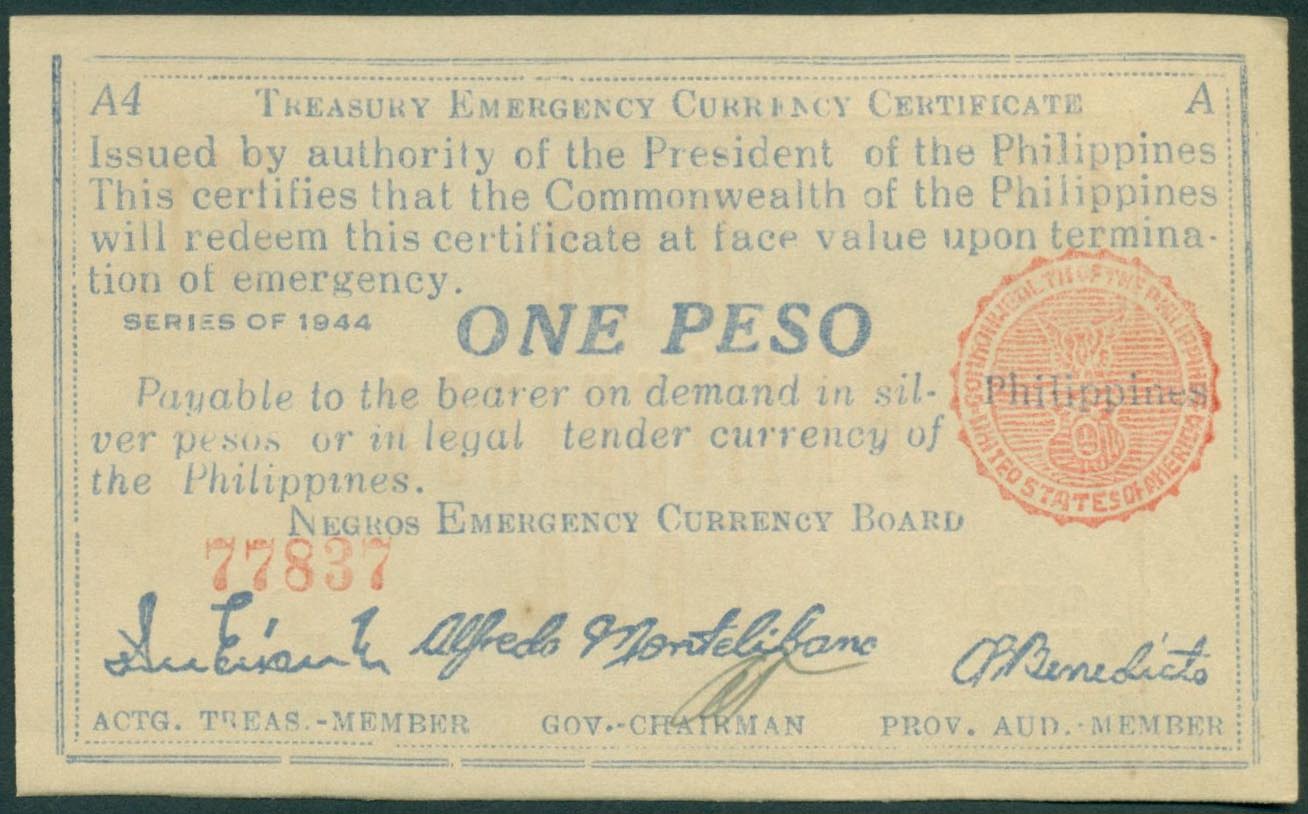 A4 TREASURY EMERGENCY CURRENCY CERTIFICATE A
Issued by authority of the President of the Philippines
This certifies that the Commonwealth of the Philippines
will redeem this certificate at face value upon termina-
tion of emergency.
SERIES OF 1944
ONE PESO
Payable to the bearer on demand in sil-
ver pesos or in legal tender currency of
the Philippines.
COMMONWEALTH OF THE PHILIPPINES
Philippines
UNITED STATES OF AMERICA
NEGROS EMERGENCY CURRENCY BOARD
77837
Alfredo Montelibano
Benedicto
ACTG. TREAS.-MEMBER GOV.-CHAIRMAN PROV. AUD.-MEMBER